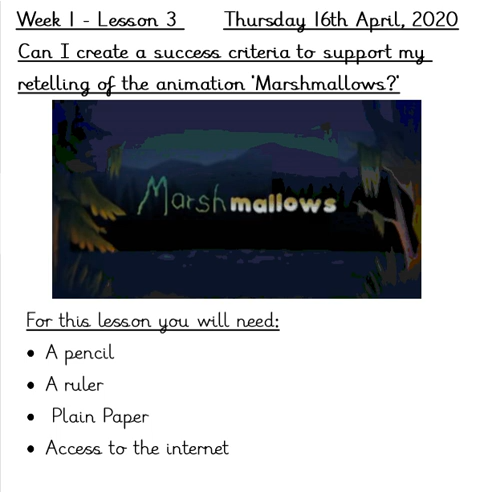 Week 1 - Lesson 3 Thursday 16th April, 2020
Can I create a success criteria to support my
retelling of the animation 'Marshmallows?'
Marshmallows
For this lesson you will need:
• A pencil
• A ruler
• Plain Paper
• Access to the internet